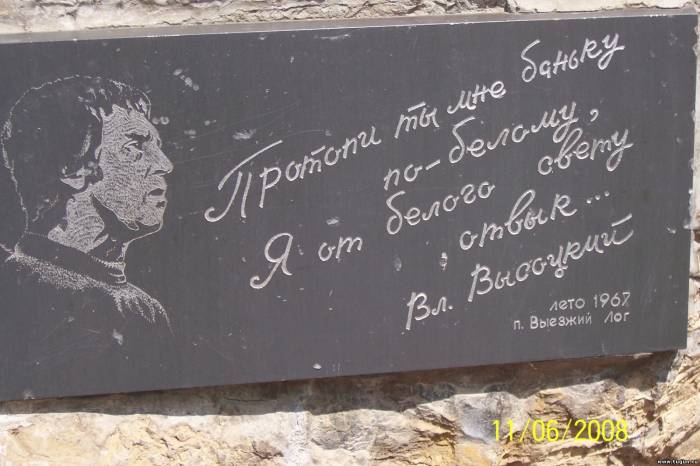 Протопи ты мне баньку
по-белому,
Я от белого свету
отвык...
Вл. Высоцкий
лето 1967
п. Выезжий Лог
11/06/2008